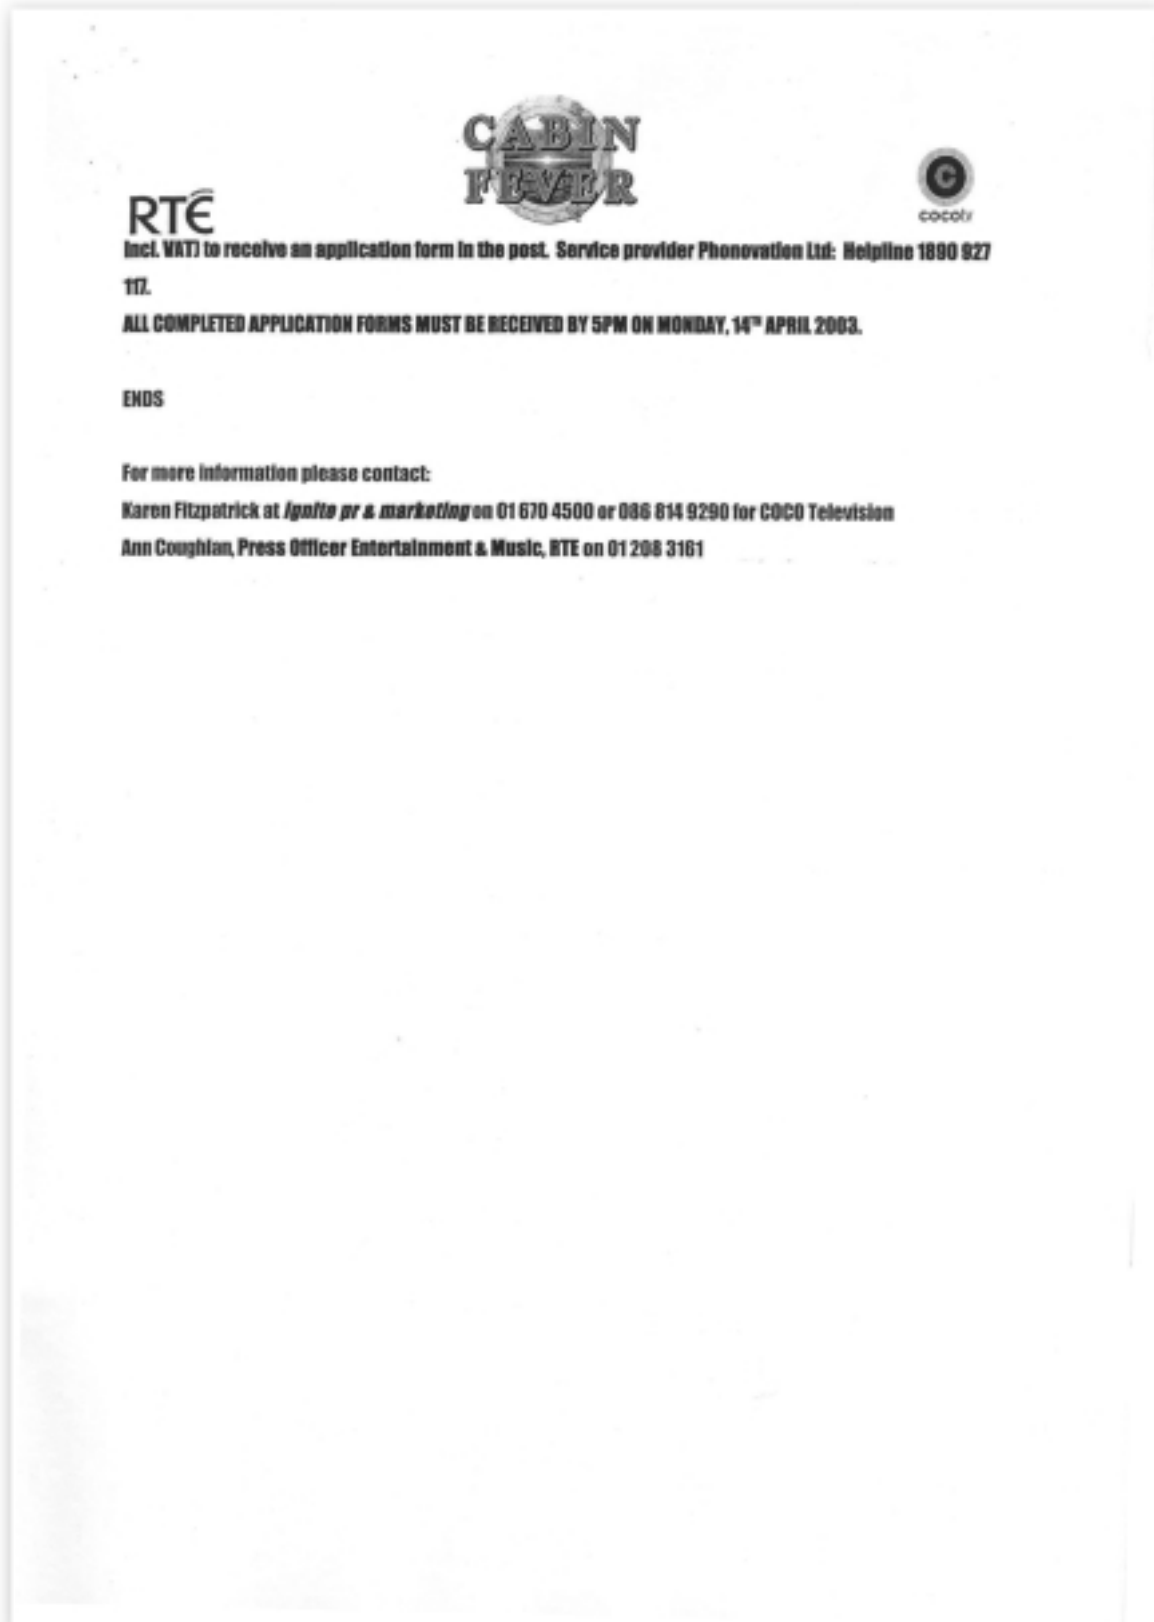 CABIN
FEVER
RTÉ
cocotv
Incl. VAT) to receive an application form in the post. Service provider Phonovation Ltd: Helpline 1890 927
117.
ALL COMPLETED APPLICATION FORMS MUST BE RECEIVED BY 5PM ON MONDAY, 14TH APRIL 2003.
ENDS
For more information please contact:
Karen Fitzpatrick at ignite pr & marketing on 01 670 4500 or 086 814 9290 for COCO Television
Ann Coughlan, Press Officer Entertainment & Music, RTE on 01 208 3161